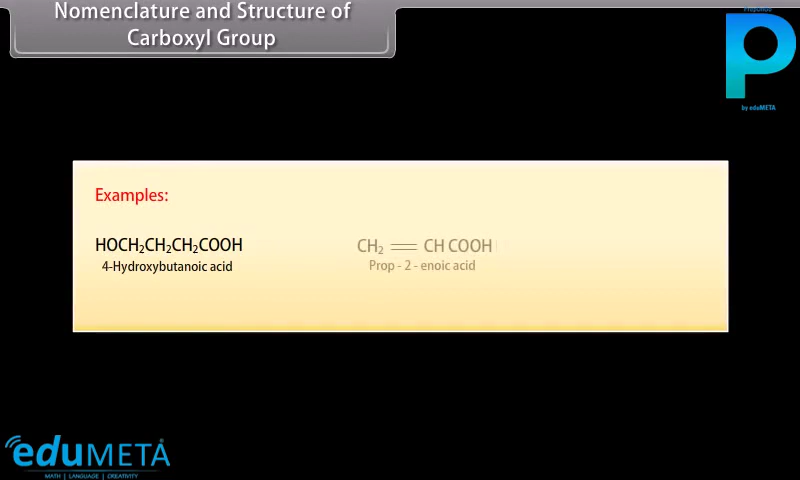 Nomenclature and Structure of
Carboxyl Group
P
by eduMETA
Examples:
HOCH₂CH₂CH₂COOH
CH₂ == CH COOH
4-Hydroxybutanoic acid
Prop - 2 - enoic acid
eduMETA
MATH | LANGUAGE | CREATIVITY